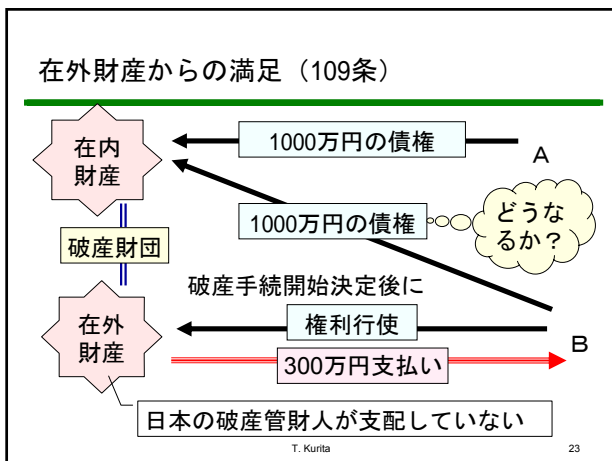 在外財産からの満足（109条）
在内
財産
1000万円の債権
A
1000万円の債権
どうな
るか？
破産財団
破産手続開始決定後に
在外
財産
権利行使
B
300万円支払い
日本の破産管財人が支配していない
T. Kurita
23